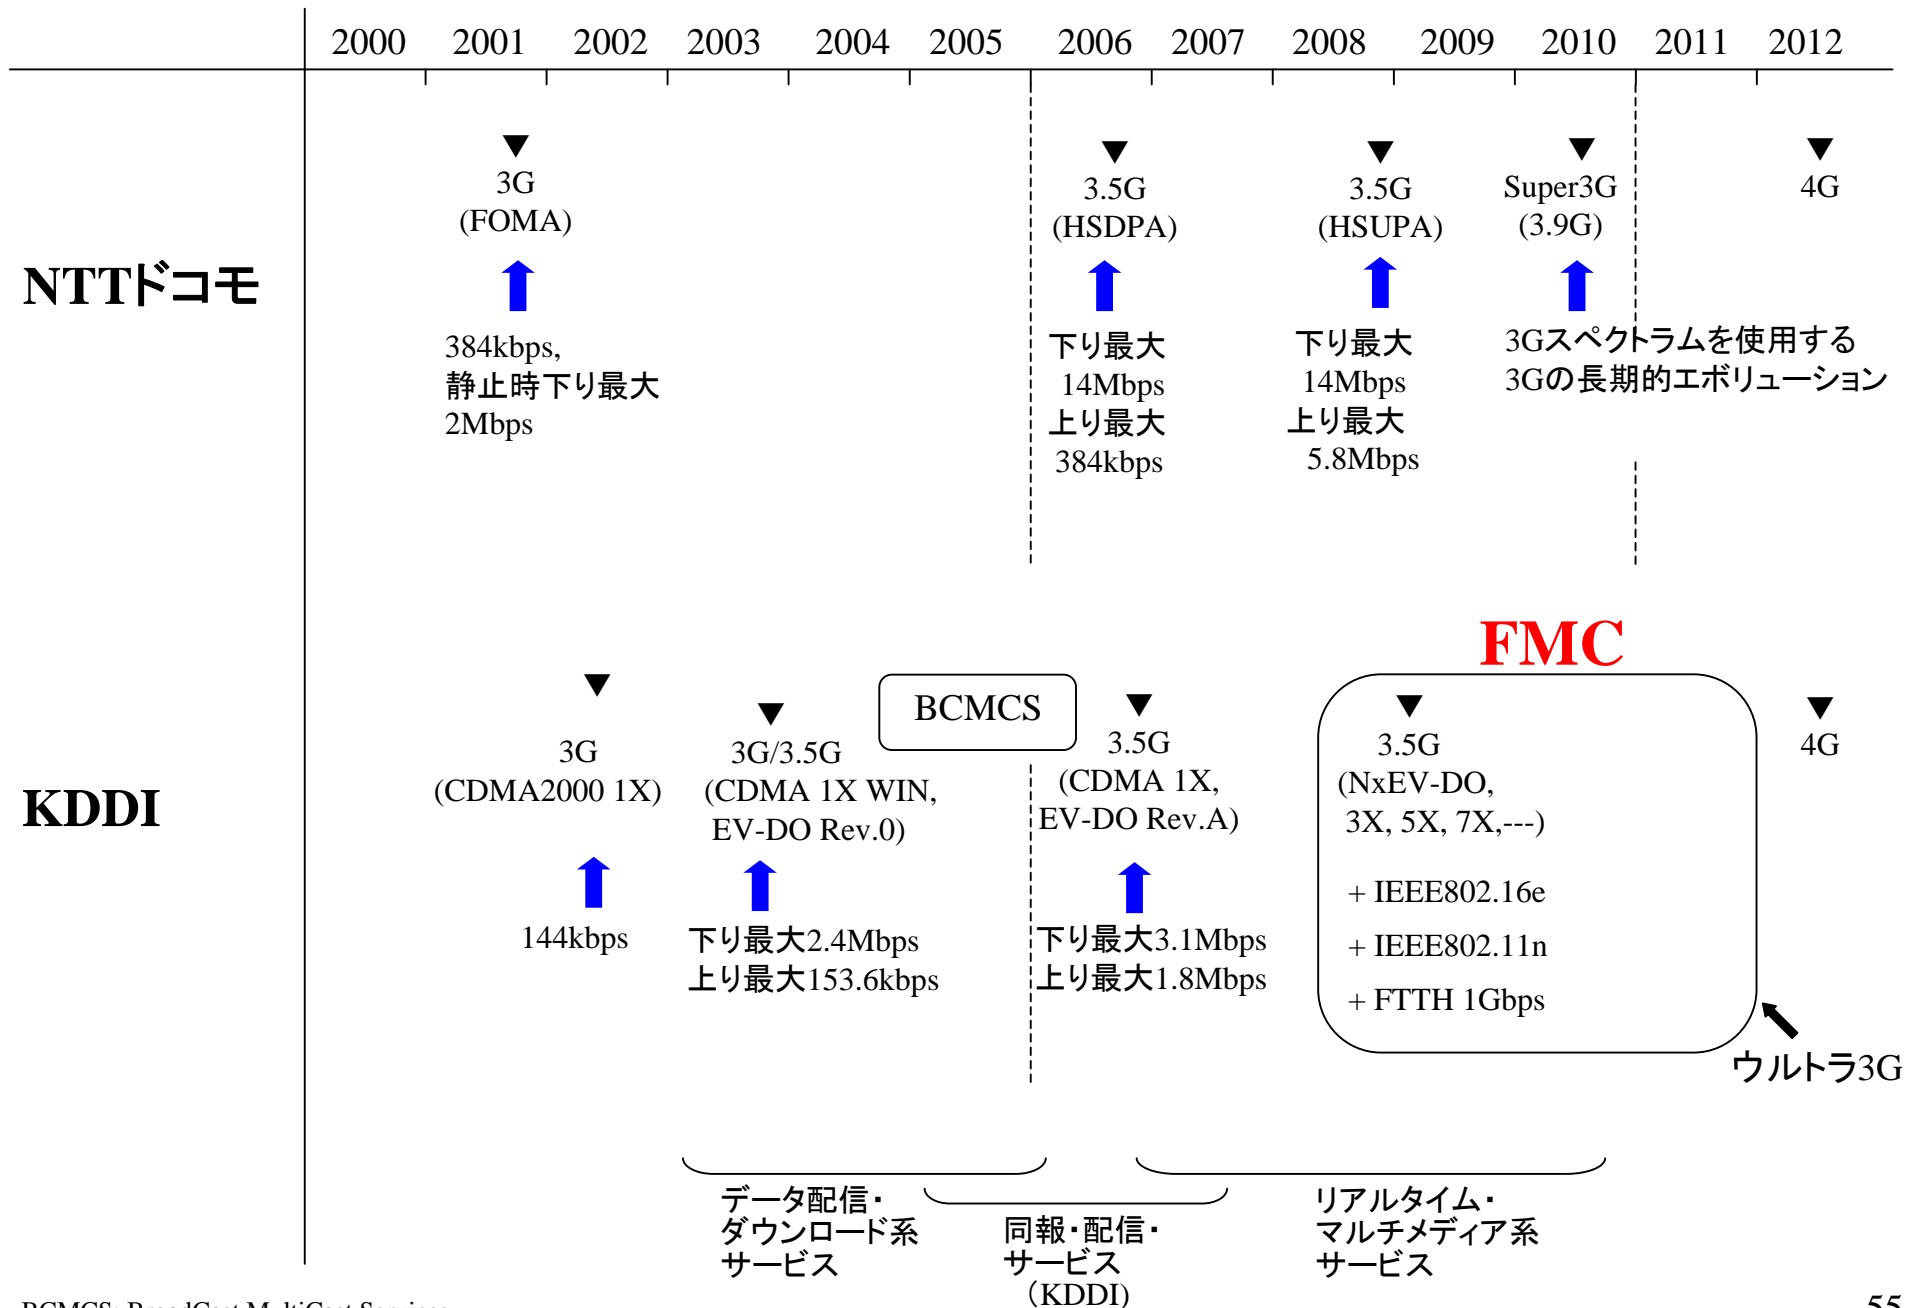 2000 2001 2002 2003 2004 2005 2006 2007 2008 2009 2010 2011 2012
NTTドコモ
3G
(FOMA)
384kbps,
静止時下り最大
2Mbps
3.5G
(HSDPA)
下り最大
14Mbps
上り最大
384kbps
3.5G
(HSUPA)
下り最大
14Mbps
上り最大
5.8Mbps
Super3G
(3.9G)
3Gスペクトラムを使用する
3Gの長期的エボリューション
4G
KDDI
3G
(CDMA2000 1X)
144kbps
3G/3.5G
(CDMA 1X WIN,
EV-DO Rev.0)
下り最大2.4Mbps
上り最大153.6kbps
BCMCS
3.5G
(CDMA 1X,
EV-DO Rev.A)
下り最大3.1Mbps
上り最大1.8Mbps
FMC
3.5G
(NxEV-DO,
3X, 5X, 7X,---)
+ IEEE802.16e
+ IEEE802.11n
+ FTTH 1Gbps
4G
ウルトラ3G
データ配信・
ダウンロード系
サービス
同報・配信・
サービス
（KDDI)
リアルタイム・
マルチメディア系
サービス
BCMCS: BroadCast MultiCast Services
55